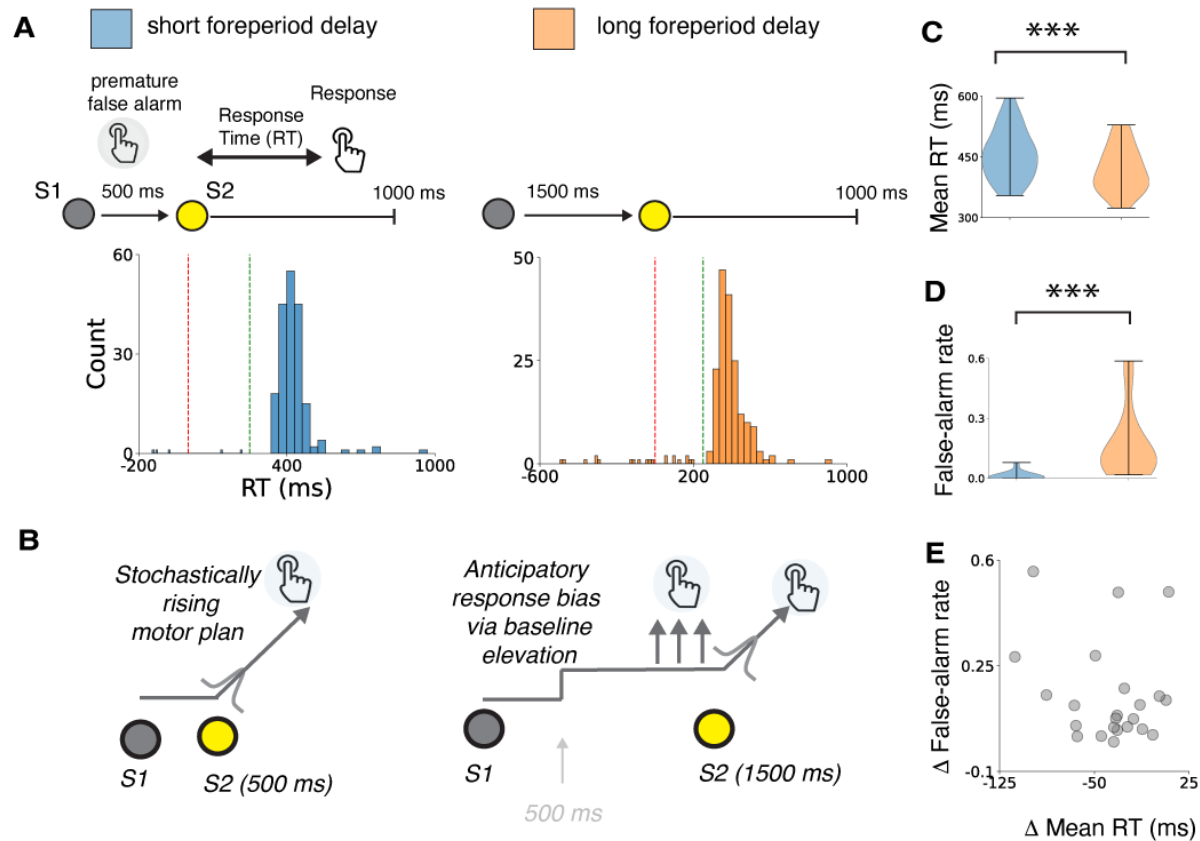 A
short foreperiod delay
long foreperiod delay
premature
false alarm
Response
Time (RT)
Response
S1
500 ms
S2
1000 ms
1500 ms
1000 ms
60
30
0
Count
-200
400
1000
RT (ms)
50
25
0
-600
200
1000
B
Stochastically
rising
motor plan
S1
S2 (500 ms)
Anticipatory
response bias
via baseline
elevation
S1
500 ms
S2 (1500 ms)
C
***
Mean RT (ms)
600
450
300
D
***
False-alarm rate
0.6
0.3
0.0
E
Δ False-alarm rate
0.6
0.25
-0.1
-125
-50
25
Δ Mean RT (ms)